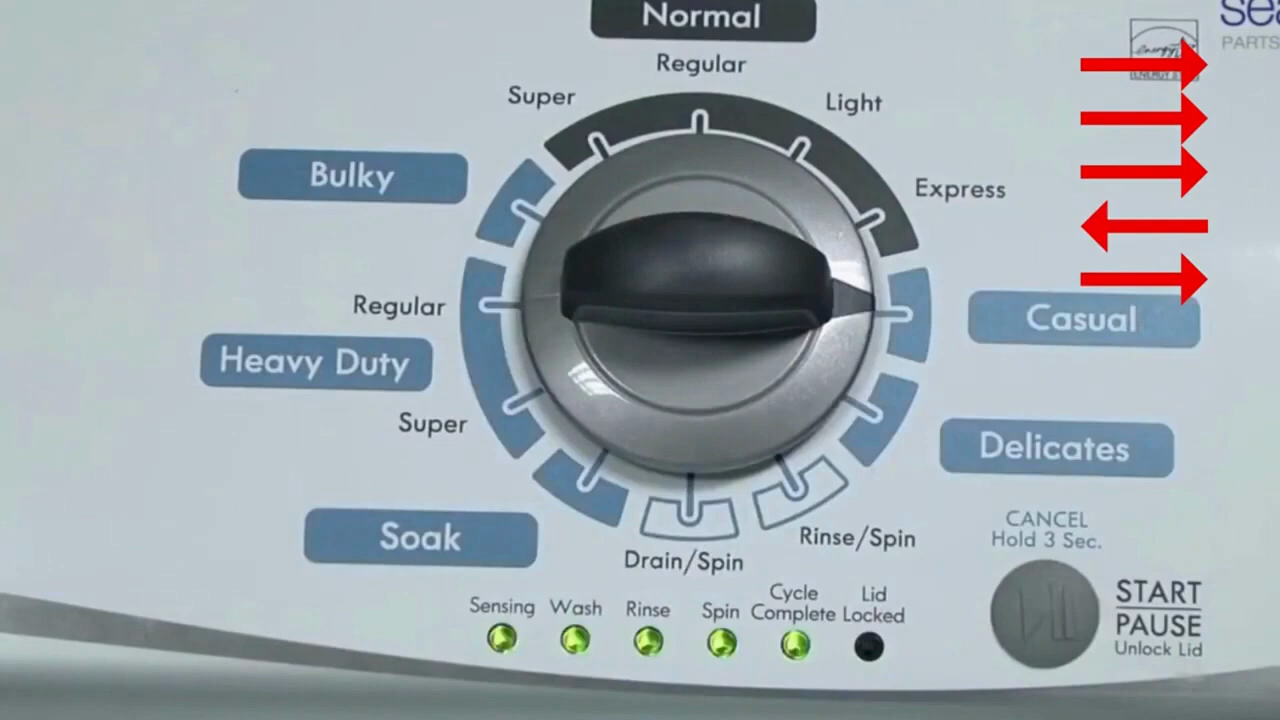 Normal
PARTS
Regular
Super
Light
Bulky
Express
Regular
Casual
Heavy Duty
Super
Delicates
CANCEL
Hold 3 Sec.
Soak
Rinse/Spin
Drain/Spin
Sensing
Wash
Rinse
Spin
Cycle
Complete
Lid
Locked
START
PAUSE
Unlock Lid